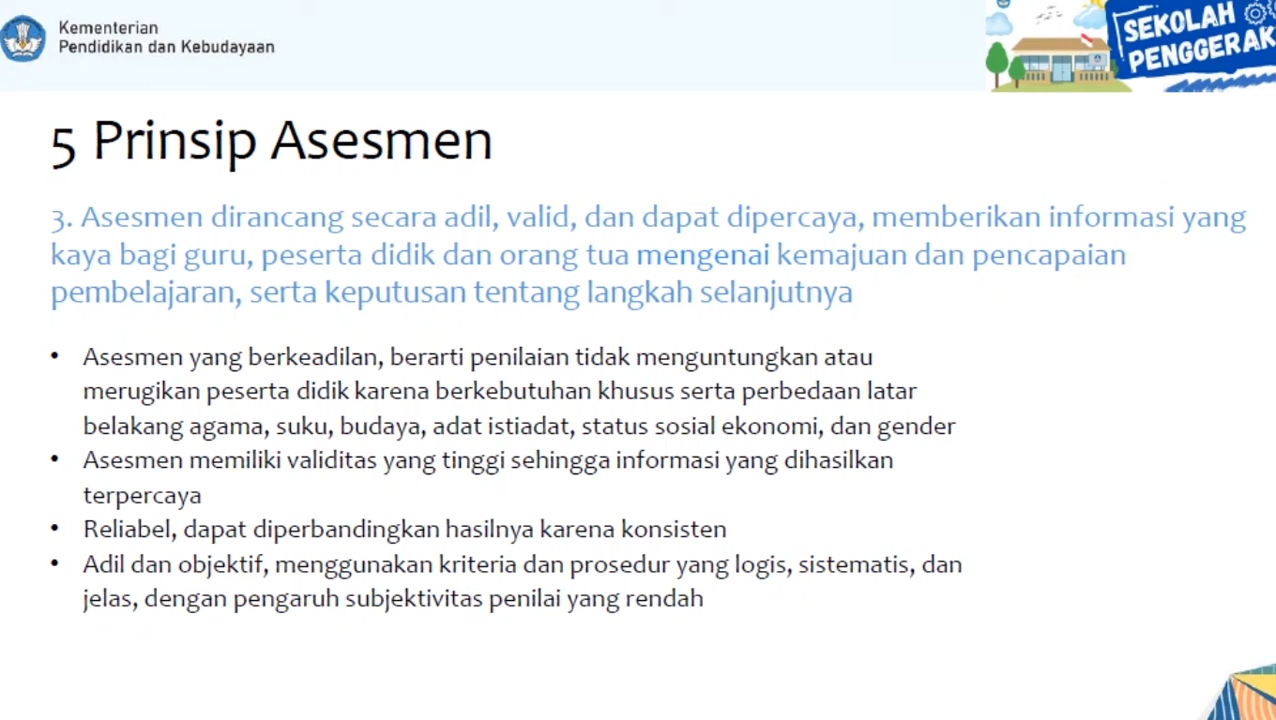 Kementerian
Pendidikan dan Kebudayaan
SEKOLAH
PENGGERAK
5 Prinsip Asesmen
3. Asesmen dirancang secara adil, valid, dan dapat dipercaya, memberikan informasi yang
kaya bagi guru, peserta didik dan orang tua mengenai kemajuan dan pencapaian
pembelajaran, serta keputusan tentang langkah selanjutnya
• Asesmen yang berkeadilan, berarti penilaian tidak menguntungkan atau
merugikan peserta didik karena berkebutuhan khusus serta perbedaan latar
belakang agama, suku, budaya, adat istiadat, status sosial ekonomi, dan gender
• Asesmen memiliki validitas yang tinggi sehingga informasi yang dihasilkan
terpercaya
• Reliabel, dapat diperbandingkan hasilnya karena konsisten
• Adil dan objektif, menggunakan kriteria dan prosedur yang logis, sistematis, dan
jelas, dengan pengaruh subjektivitas penilai yang rendah